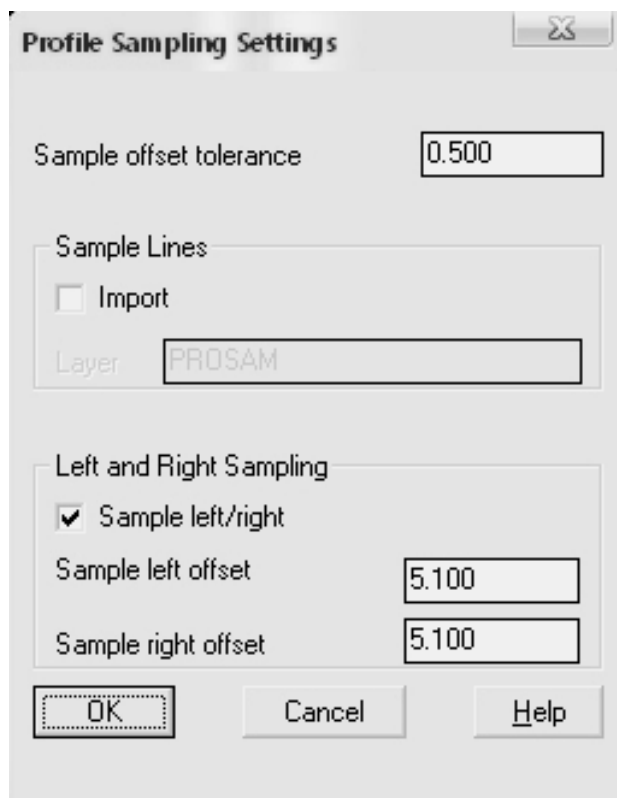 Profile Sampling Settings
Sample offset tolerance 0.500
Sample Lines
Import
Layer PROSAM
Left and Right Sampling
Sample left/right
Sample left offset 5.100
Sample right offset 5.100
OK Cancel Help